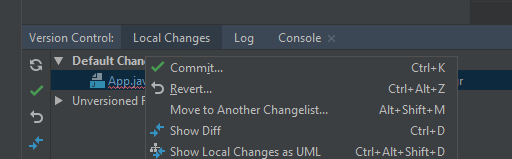 Version Control: Local Changes Log Console
Default Chan
App.jav
Unversioned F
Commit... Ctrl+K
Revert... Ctrl+Alt+Z
Move to Another Changelist... Alt+Shift+M
Show Diff Ctrl+D
Show Local Changes as UML Ctrl+Alt+Shift+D